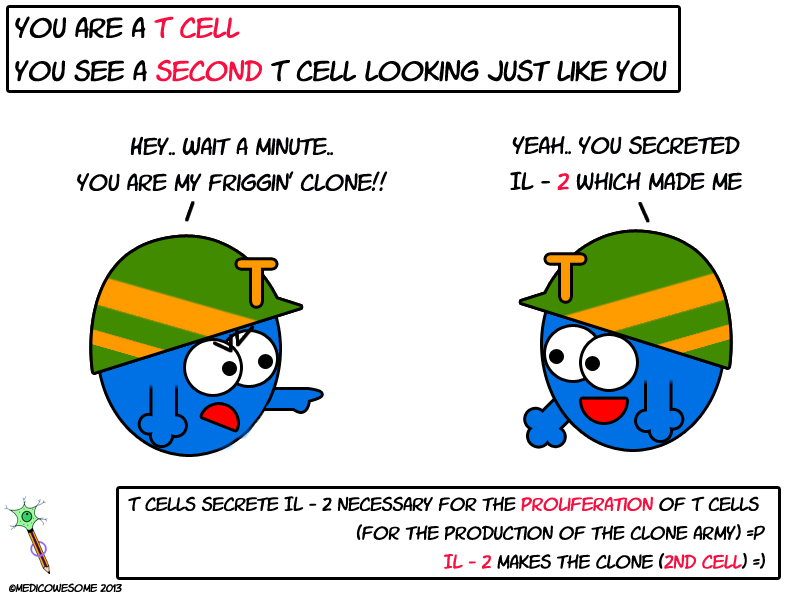 YOU ARE A T CELL
YOU SEE A SECOND T CELL LOOKING JUST LIKE YOU
HEY.. WAIT A MINUTE..
YOU ARE MY FRIGGIN' CLONE!!
YEAH.. YOU SECRETED
IL - 2 WHICH MADE ME
T
T
T CELLS SECRETE IL - 2 NECESSARY FOR THE PROLIFERATION OF T CELLS
(FOR THE PRODUCTION OF THE CLONE ARMY) =P
IL - 2 MAKES THE CLONE (2ND CELL) =)
©MEDICOWESOME 2013